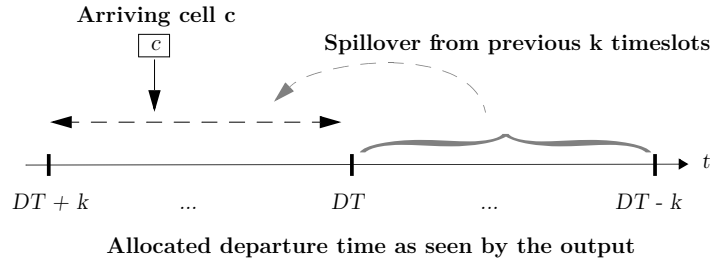 Arriving cell c
c
Spillover from previous k timeslots
t
DT + k ... DT ... DT - k
Allocated departure time as seen by the output